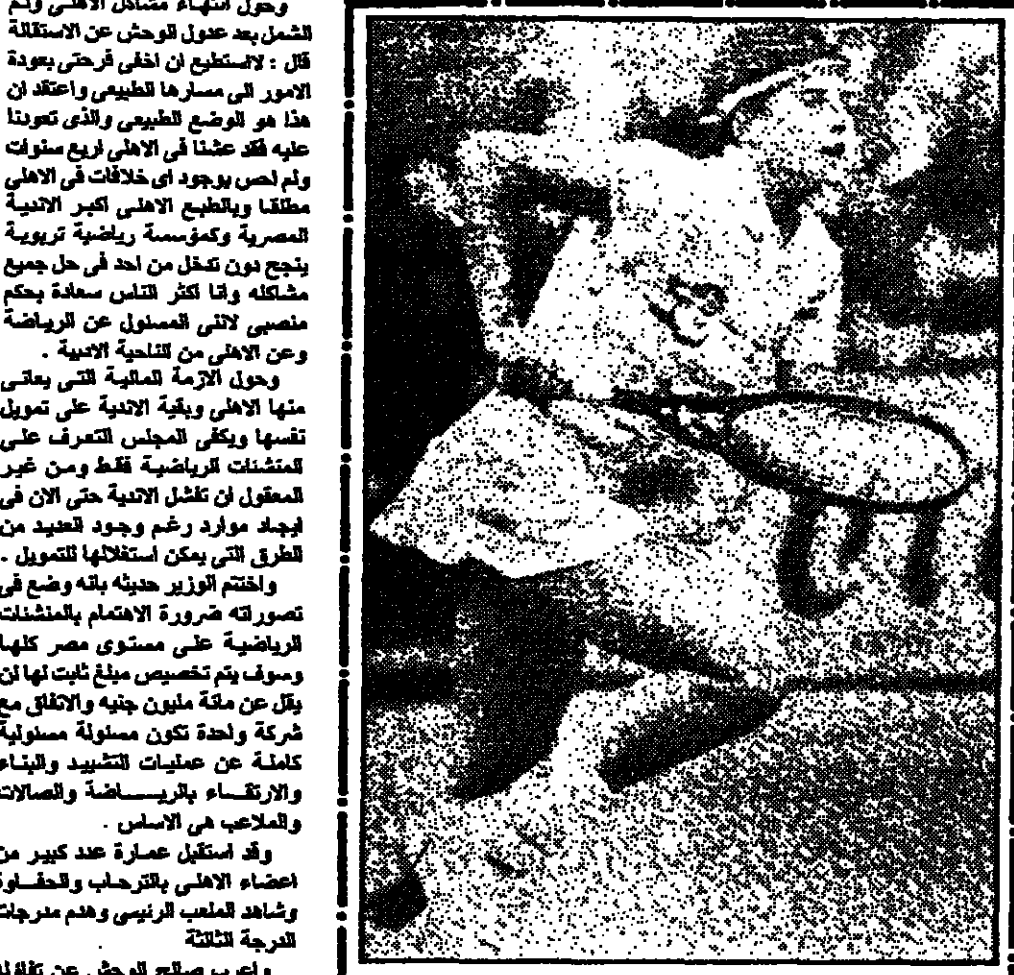 وحول انتهاء مشاكل الاهلى ولم
الشمل بعد عدول الوحش عن الاستقالة
قال : لااستطيع ان اخفى فرحتى بعودة
الامور الى مسارها الطبيعى واعتقد ان
هذا هو الوضع الطبيعى والذى تعودنا
عليه فقد عشنا فى الاهلى اربع سنوات
ولم احس بوجود اى خلافات فى الاهلى
مطلقا وبالطبع الاهلى اكبر الاندية
المصرية وكمؤسسة رياضية تربوية
ينجح دون تدخل من احد فى حل جميع
مشاكله وانا اكثر الناس سعادة بحكم
منصبى لاننى المسئول عن الرياضة
وعن الاهلى من الناحية الادبية .
وحول الازمة المالية التى يعانى
منها الاهلى وبقية الاندية على تمويل
نفسها ويكفى المجلس التعرف على
المنشئات الرياضية فقط ومن غير
المعقول ان تفشل الاندية حتى الان فى
ايجاد موارد رغم وجود العديد من
الطرق التى يمكن استغلالها للتمويل .
واختتم الوزير حديثه بانه وضع فى
تصوراته ضرورة الاهتمام بالمنشئات
الرياضية على مستوى مصر كلها
وسوف يتم تخصيص مبلغ ثابت لها لن
يقل عن مائة مليون جنيه والاتفاق مع
شركة واحدة تكون مسئولة مسئولية
كاملة عن عمليات التشييد والبناء
والارتقاء بالريـــاضة والصالات
والملاعب هى الاساس .
وقد استقبل عمارة عدد كبير من
اعضاء الاهلى بالترحاب والحفاوة
وشاهد الملعب الرئيسى وهدم مدرجات
الدرجة الثالثة
واعرب صالح الوحش عن تفاؤله